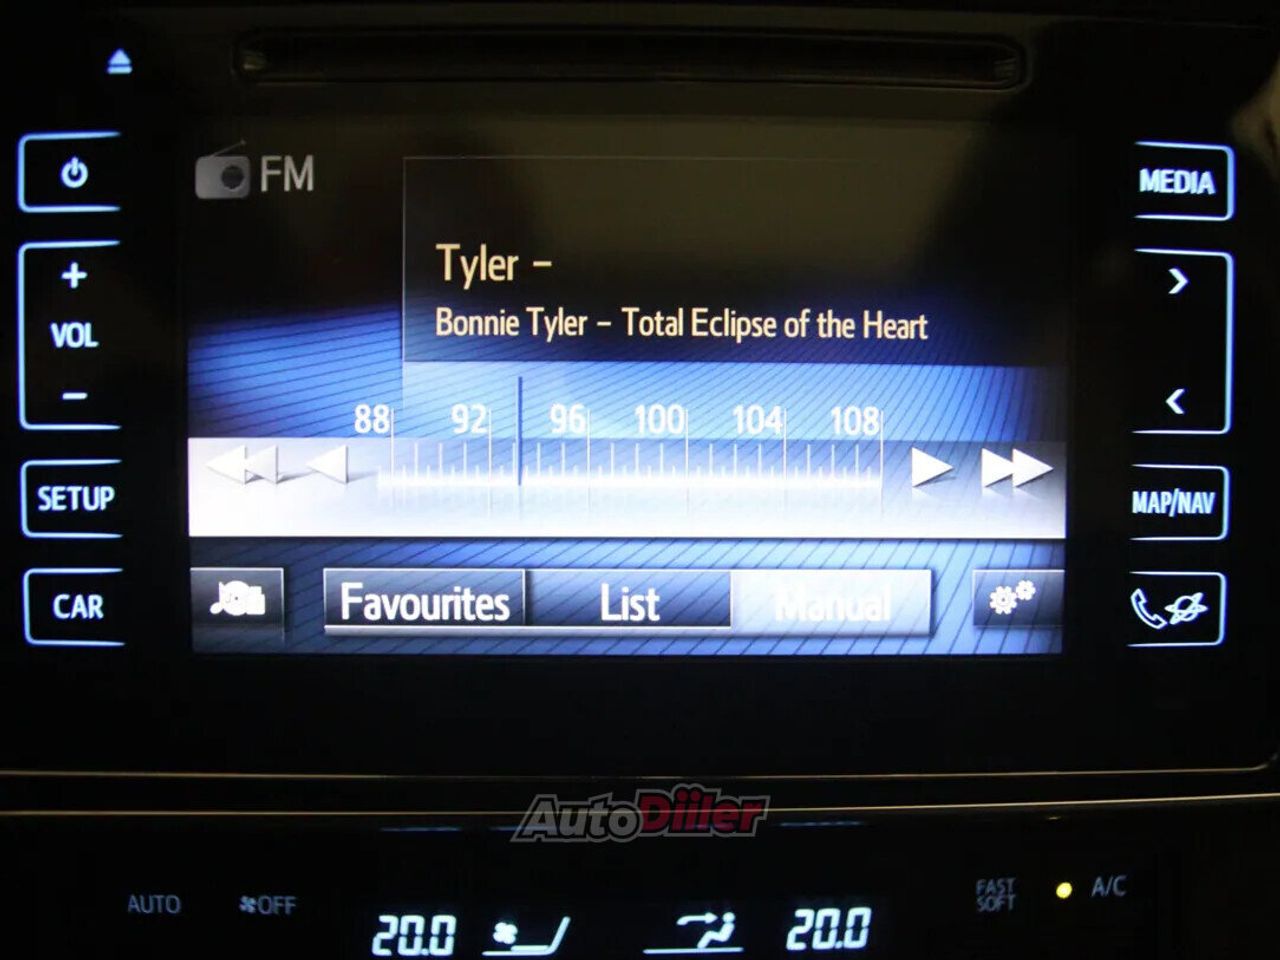 FM
MEDIA
Tyler –
Bonnie Tyler – Total Eclipse of the Heart
+
VOL
–
88 92 96 100 104 108
SETUP
MAP/NAV
CAR
Favourites
List
Manual
AutoDiiler
AUTO
OFF
20.0
20.0
FAST
SOFT
A/C